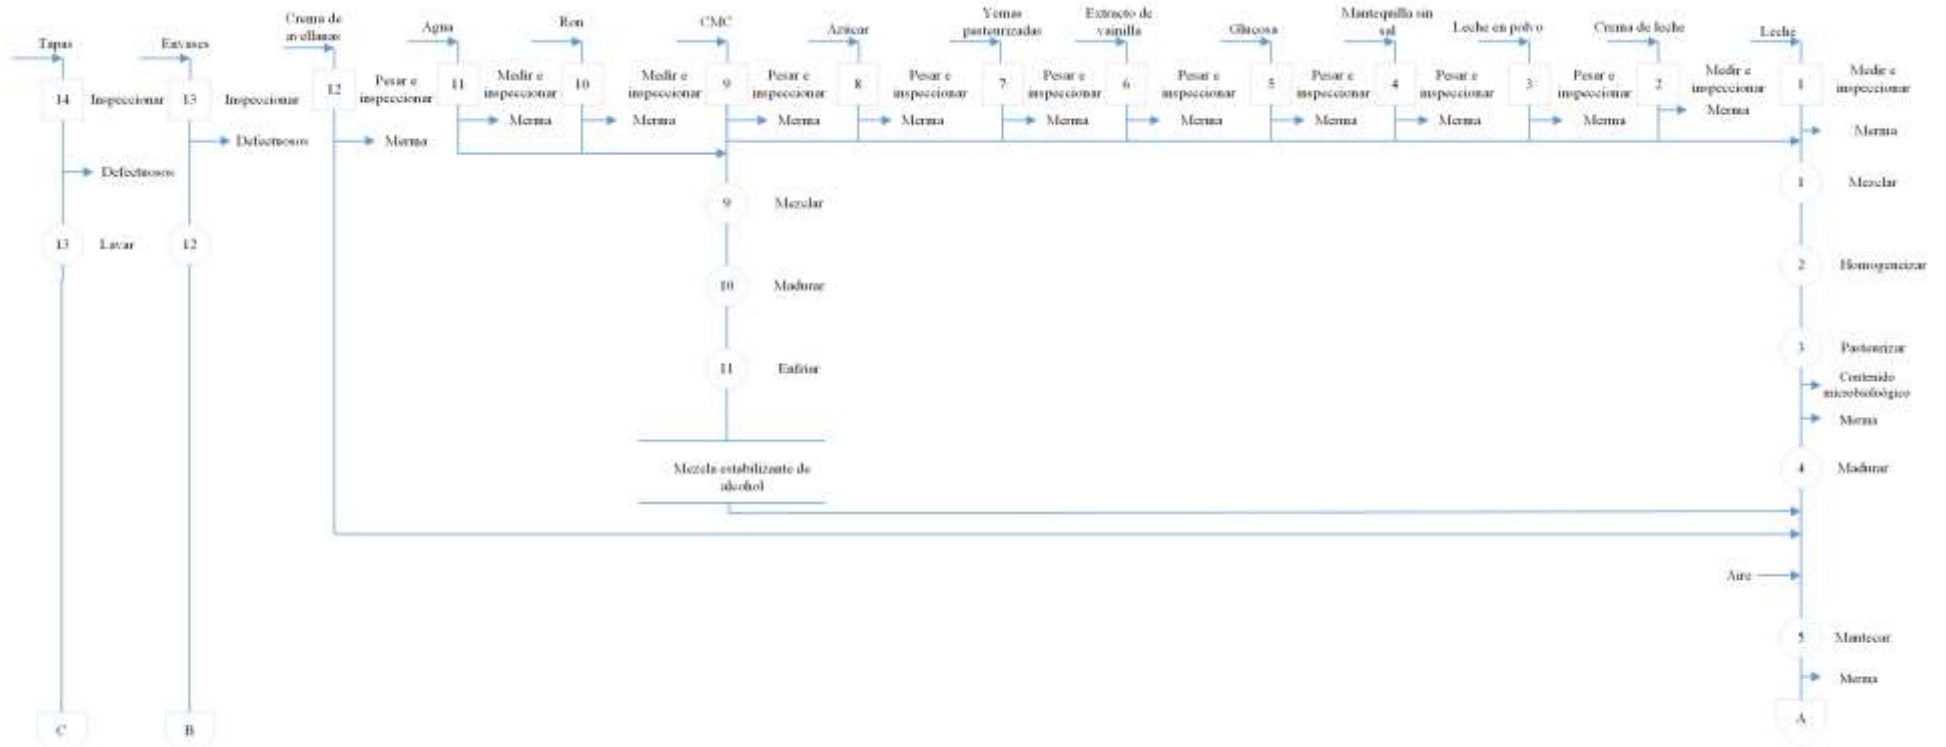 Tapas
Envases
Crema de
avellanas
Agua
Ron
CMC
Azúcar
Yemas
pasteurizadas
Extracto de
vainilla
Glucosa
Mantequilla sin
sal
Leche en polvo
Crema de leche
Leche
14
Inspeccionar
13
Inspeccionar
12
Pesar e
inspeccionar
11
Medir e
inspeccionar
10
Medir e
inspeccionar
9
Pesar e
inspeccionar
8
Pesar e
inspeccionar
7
Pesar e
inspeccionar
6
Pesar e
inspeccionar
5
Pesar e
inspeccionar
4
Pesar e
inspeccionar
3
Pesar e
inspeccionar
2
Medir e
inspeccionar
1
Medir e
inspeccionar
Defectuosos
Defectuosos
Merma
Merma
Merma
Merma
Merma
Merma
Merma
Merma
Merma
Merma
Merma
Merma
13
Lavar
12
9
Mezclar
10
Madurar
11
Enfriar
Mezcla estabilizante de
alcohol
1
Mezclar
2
Homogeneizar
3
Pasteurizar
Contenido
microbiológico
Merma
4
Madurar
Aire
5
Mantecar
Merma
C
B
A